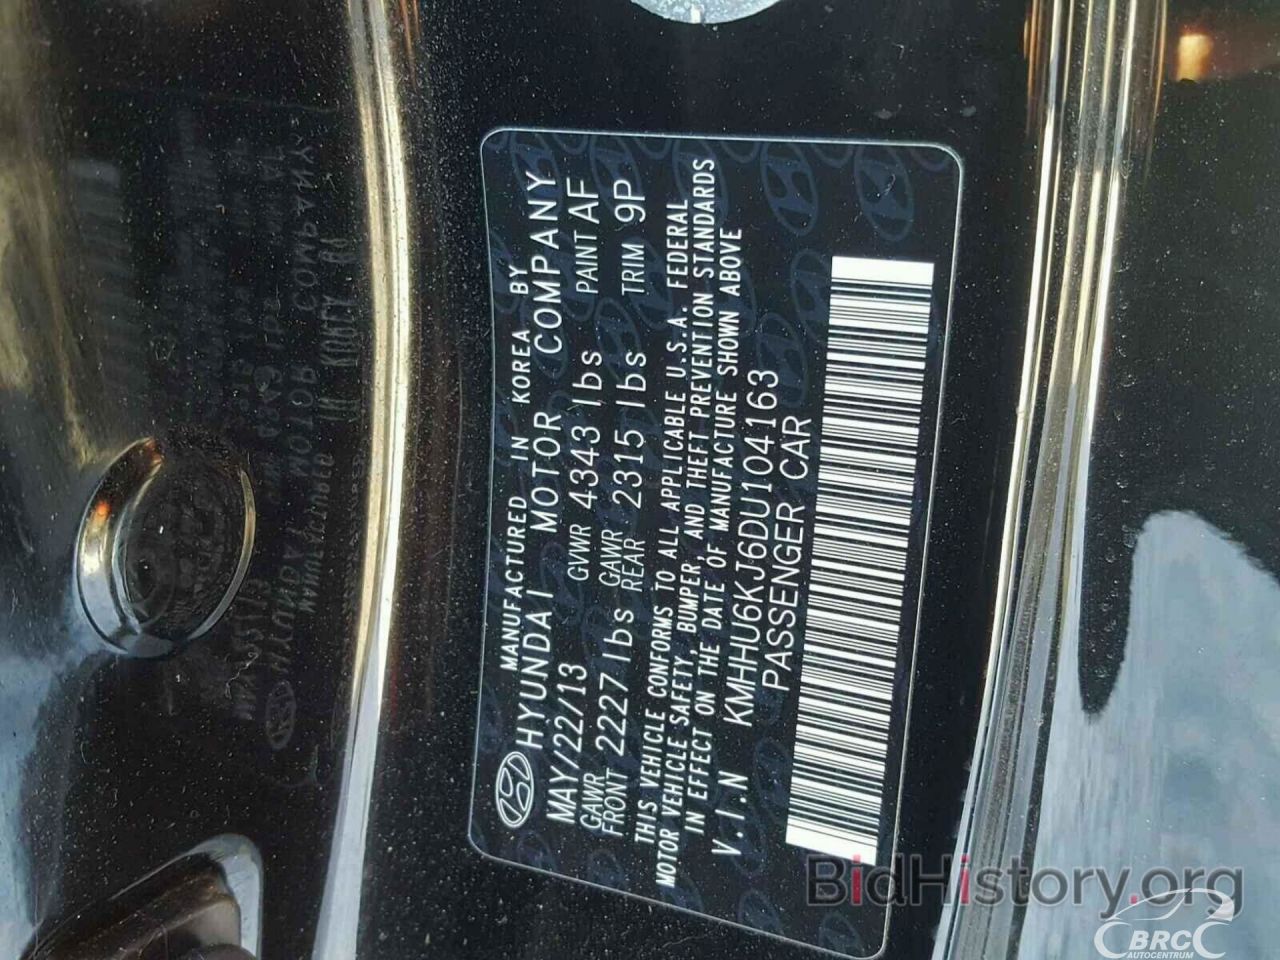 MANUFACTURED IN KOREA BY
HYUNDAI MOTOR COMPANY
MAY/22/13 GVWR 4343 lbs PAINT AF
GAWR FRONT 2227 lbs GAWR REAR 2315 lbs TRIM 9P
THIS VEHICLE CONFORMS TO ALL APPLICABLE U.S.A. FEDERAL
MOTOR VEHICLE SAFETY, BUMPER, AND THEFT PREVENTION STANDARDS
IN EFFECT ON THE DATE OF MANUFACTURE SHOWN ABOVE
V.I.N KMHHU6KJ6DU104163
PASSENGER CAR
BidHistory.org
BRC
AUTOCENTRUM